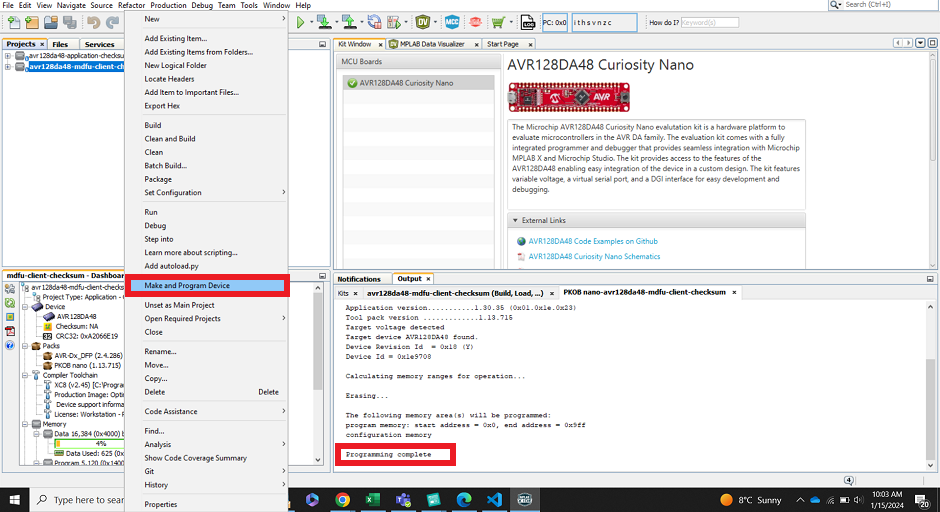 File Edit View Navigate Source Refactor Production Debug Team Tools Window Help
Search (Ctrl+I)
PC: 0x0
i t h s v n z c
How do I? Keyword(s)
DV
MCC
LOG
Projects
Files
Services
avr128da48-application-checksum
avr128da48-mdfu-client-check
New
Add Existing Item...
Add Existing Items from Folders...
New Logical Folder
Locate Headers
Add Item to Important Files...
Export Hex
Build
Clean and Build
Clean
Batch Build...
Package
Set Configuration
Run
Debug
Step into
Learn more about scripting...
Add autoload.py
Make and Program Device
Unset as Main Project
Open Required Projects
Close
Rename...
Move...
Copy...
Delete Delete
Code Assistance
Find...
Analysis
Show Code Coverage Summary
Git
History
Properties
Kit Window
MPLAB Data Visualizer
Start Page
MCU Boards
AVR128DA48 Curiosity Nano
AVR128DA48 Curiosity Nano
AVR
The Microchip AVR128DA48 Curiosity Nano evalutation kit is a hardware platform to
evaluate microcontrollers in the AVR DA family. The evaluation kit comes with a fully
integrated programmer and debugger that provides seamless integration with Microchip
MPLAB X and Microchip Studio. The kit provides access to the features of the
AVR128DA48 enabling easy integration of the device in a custom design. The kit features
variable voltage, a virtual serial port, and a DGI interface for easy development and
debugging.
External Links
AVR128DA48 Code Examples on Github
AVR128DA48 Curiosity Nano Schematics
mdfu-client-checksum - Dashboar
avr128da48-mdfu-client-checksum
Project Type: Application -
Device
AVR128DA48
Checksum: NA
CRC32: 0xA2066E19
Packs
AVR-Dx_DFP (2.4.286)
PKOB nano (1.13.715)
Compiler Toolchain
XC8 (v2.45) [C:\Program
Production Image: Optim
Device support informa
License: Workstation - P
Memory
Data 16,384 (0x4000) b
4%
Data Used: 625 (0x
Program 5,120 (0x1400)
Notifications
Output
Kits
avr128da48-mdfu-client-checksum (Build, Load, ...)
PKOB nano-avr128da48-mdfu-client-checksum
Application version...........1.30.35 (0x01.0x1e.0x23)
Tool pack version .............1.13.715
Target voltage detected
Target device AVR128DA48 found.
Device Revision Id = 0x18 (Y)
Device Id = 0x1e9708
Calculating memory ranges for operation...
Erasing...
The following memory area(s) will be programmed:
program memory: start address = 0x0, end address = 0x9ff
configuration memory
Programming complete
4
Type here to sear
8°C Sunny
10:03 AM
1/15/2024
20